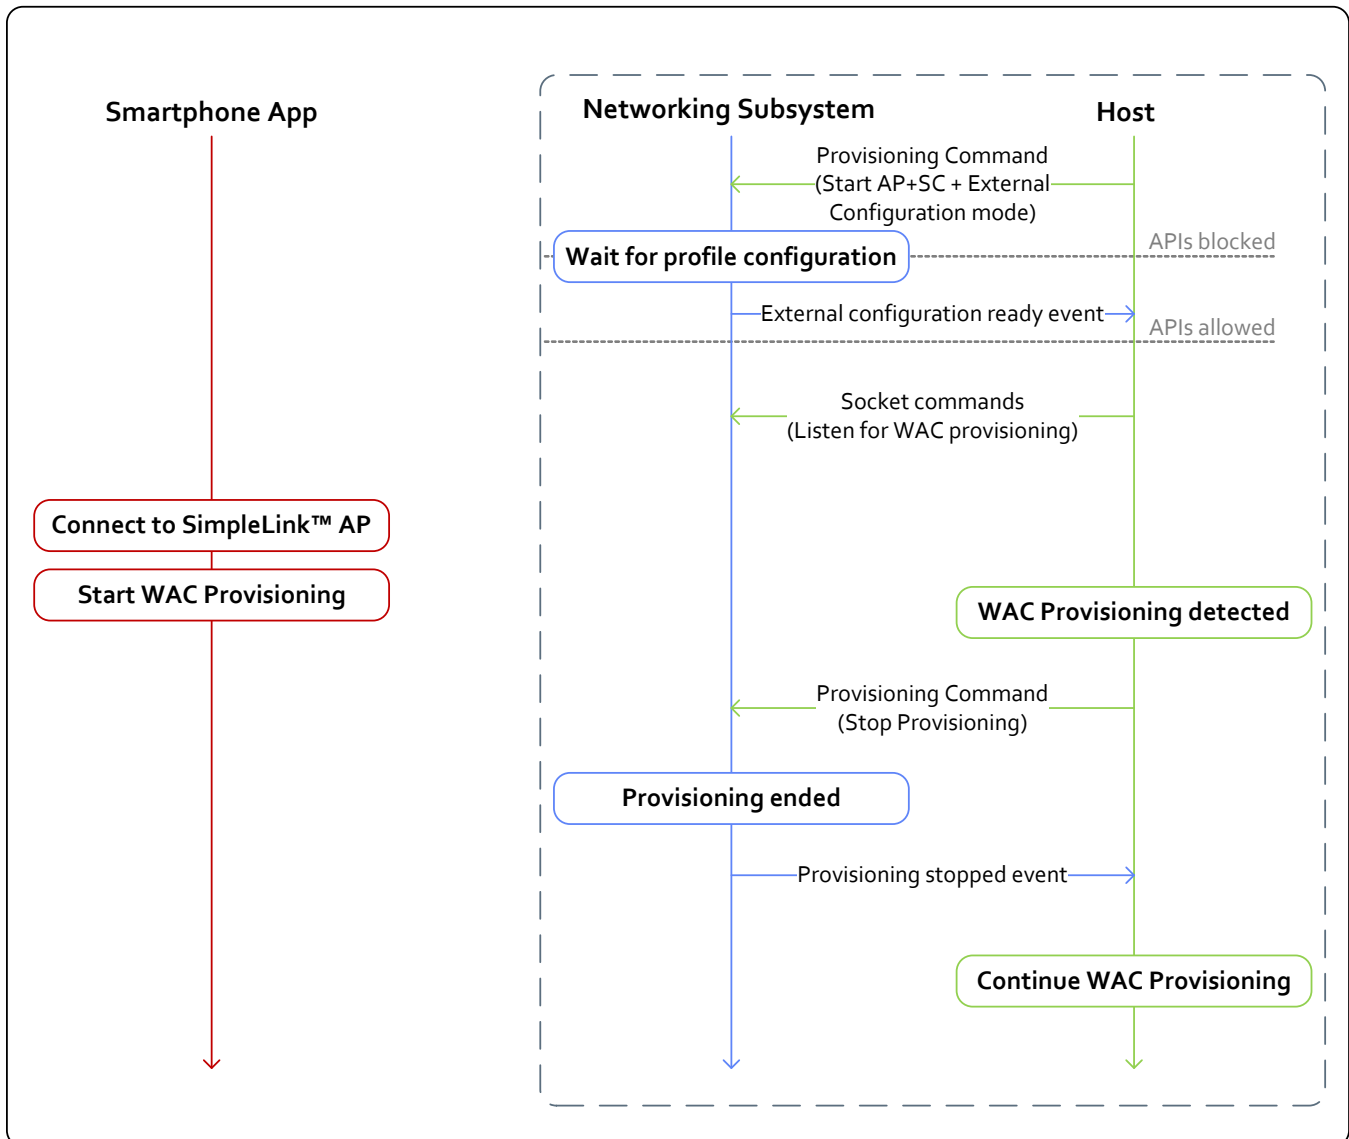 Smartphone App
Networking Subsystem
Host
Provisioning Command
(Start AP+SC + External
Configuration mode)
APIs blocked
Wait for profile configuration
External configuration ready event
APIs allowed
Socket commands
(Listen for WAC provisioning)
Connect to SimpleLink™ AP
Start WAC Provisioning
WAC Provisioning detected
Provisioning Command
(Stop Provisioning)
Provisioning ended
Provisioning stopped event
Continue WAC Provisioning